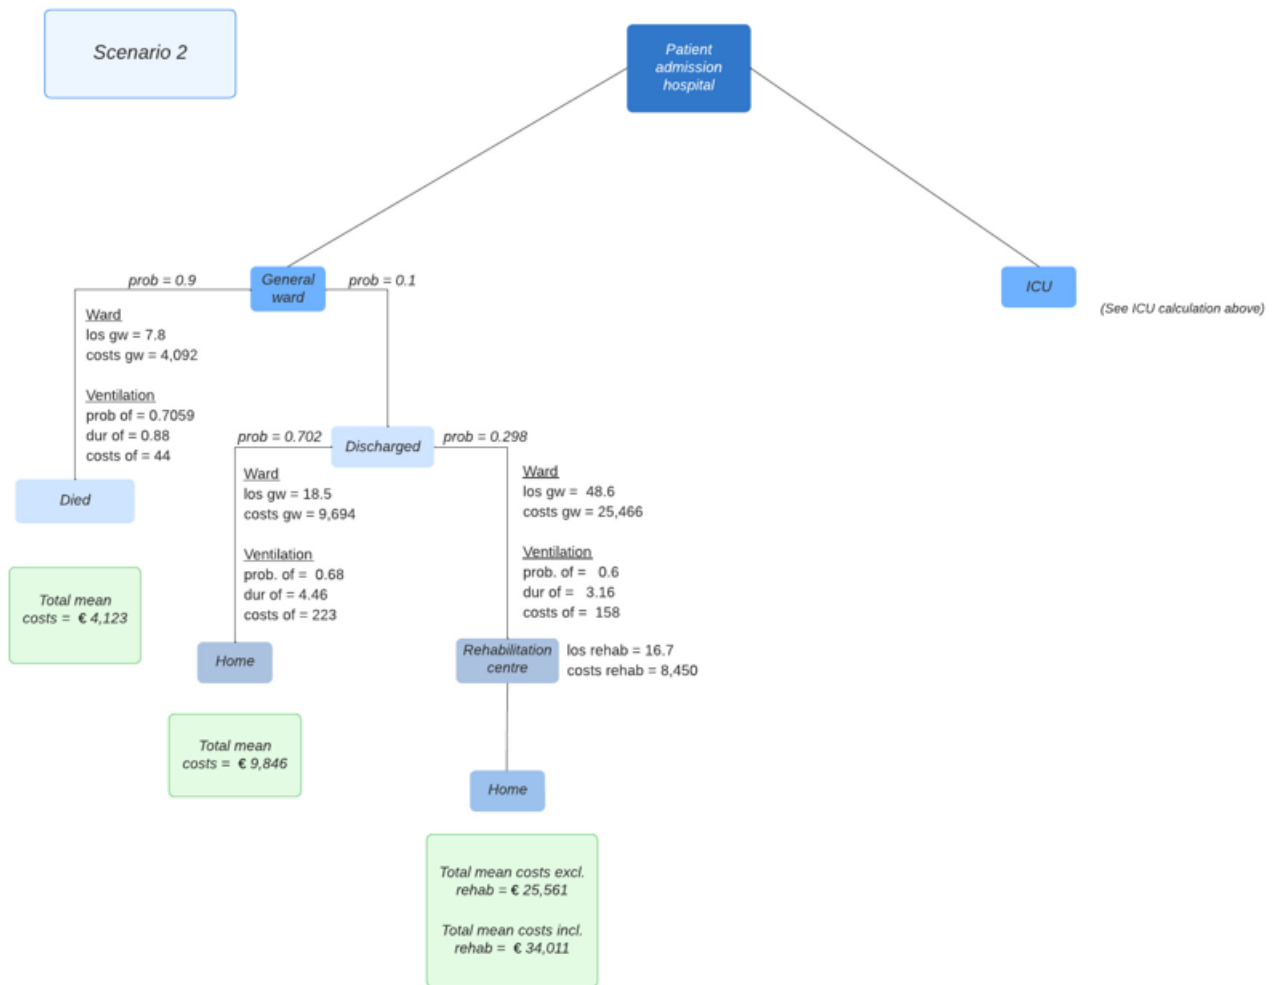 Scenario 2
Patient
admission
hospital
prob = 0.9
General
ward
prob = 0.1
ICU
(See ICU calculation above)
Ward
los gw = 7.8
costs gw = 4,092
Ventilation
prob of = 0.7059
dur of = 0.88
costs of = 44
Died
Total mean
costs = € 4,123
prob = 0.702
Discharged
prob = 0.298
Ward
los gw = 18.5
costs gw = 9,694
Ventilation
prob. of = 0.68
dur of = 4.46
costs of = 223
Home
Total mean
costs = € 9,846
Ward
los gw = 48.6
costs gw = 25,466
Ventilation
prob. of = 0.6
dur of = 3.16
costs of = 158
Rehabilitation
centre
los rehab = 16.7
costs rehab = 8,450
Home
Total mean costs excl.
rehab = € 25,561
Total mean costs incl.
rehab = € 34,011